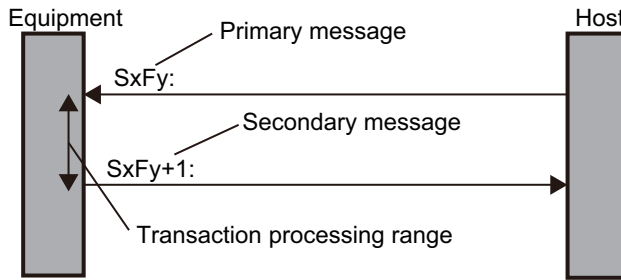 Equipment
Host
Primary message
SxFy:
Secondary message
SxFy+1:
Transaction processing range